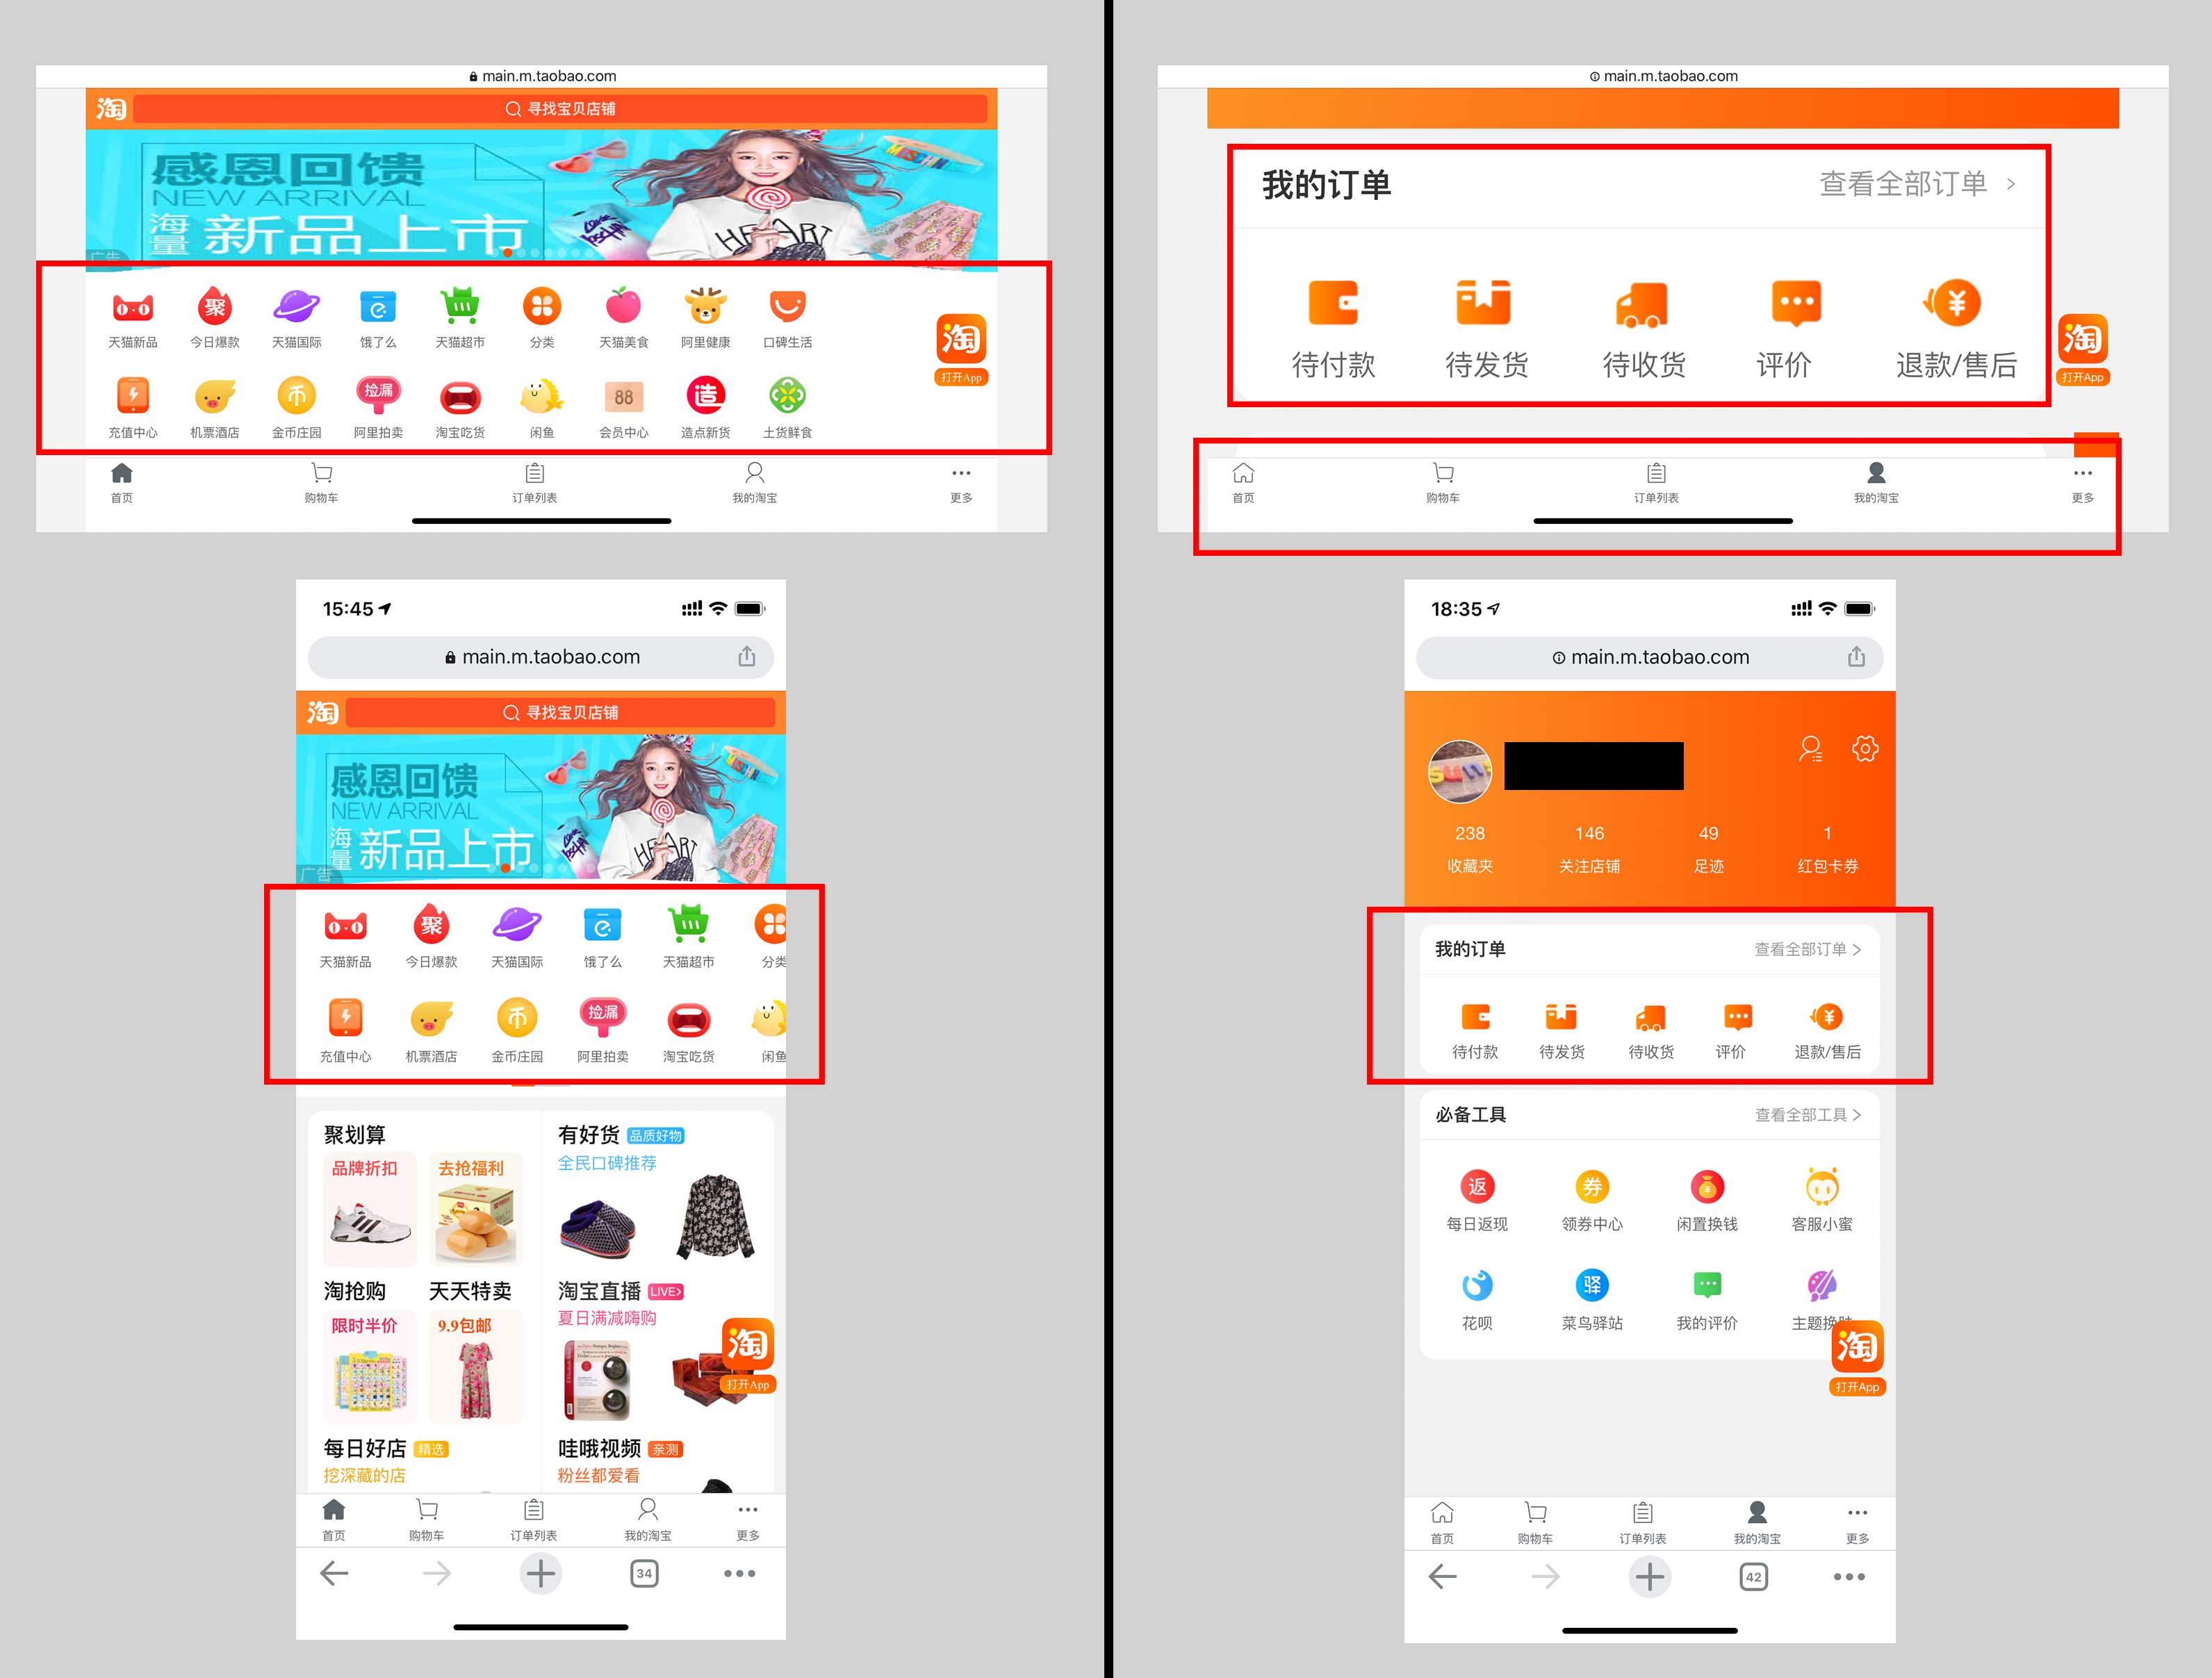 main.m.taobao.com
淘 寻找宝贝店铺
感恩回馈
NEW ARRIVAL
海量 新品上市
HEART
广告
天猫新品 今日爆款 天猫国际 饿了么 天猫超市 分类 天猫美食 阿里健康 口碑生活
聚
淘
打开App
币 捡漏 88 造
充值中心 机票酒店 金币庄园 阿里拍卖 淘宝吃货 闲鱼 会员中心 造点新货 土货鲜食
首页 购物车 订单列表 我的淘宝 更多
15:45
main.m.taobao.com
淘 寻找宝贝店铺
感恩回馈
NEW ARRIVAL
海量 新品上市
HEART
广告
聚
天猫新品 今日爆款 天猫国际 饿了么 天猫超市 分类
币 捡漏
充值中心 机票酒店 金币庄园 阿里拍卖 淘宝吃货 闲鱼
聚划算 有好货 品质好物
全民口碑推荐
品牌折扣 去抢福利
淘抢购 天天特卖 淘宝直播 LIVE>
夏日满减嗨购
限时半价 9.9包邮
淘
打开App
每日好店 精选 哇哦视频 亲测
挖深藏的店 粉丝都爱看
首页 购物车 订单列表 我的淘宝 更多
34
main.m.taobao.com
我的订单 查看全部订单 >
待付款 待发货 待收货 评价 退款/售后
淘
打开App
首页 购物车 订单列表 我的淘宝 更多
18:35
main.m.taobao.com
238 146 49 1
收藏夹 关注店铺 足迹 红包卡券
我的订单 查看全部订单 >
待付款 待发货 待收货 评价 退款/售后
必备工具 查看全部工具 >
返 券
每日返现 领券中心 闲置换钱 客服小蜜
驿
花呗 菜鸟驿站 我的评价 主题换肤
淘
打开App
首页 购物车 订单列表 我的淘宝 更多
42